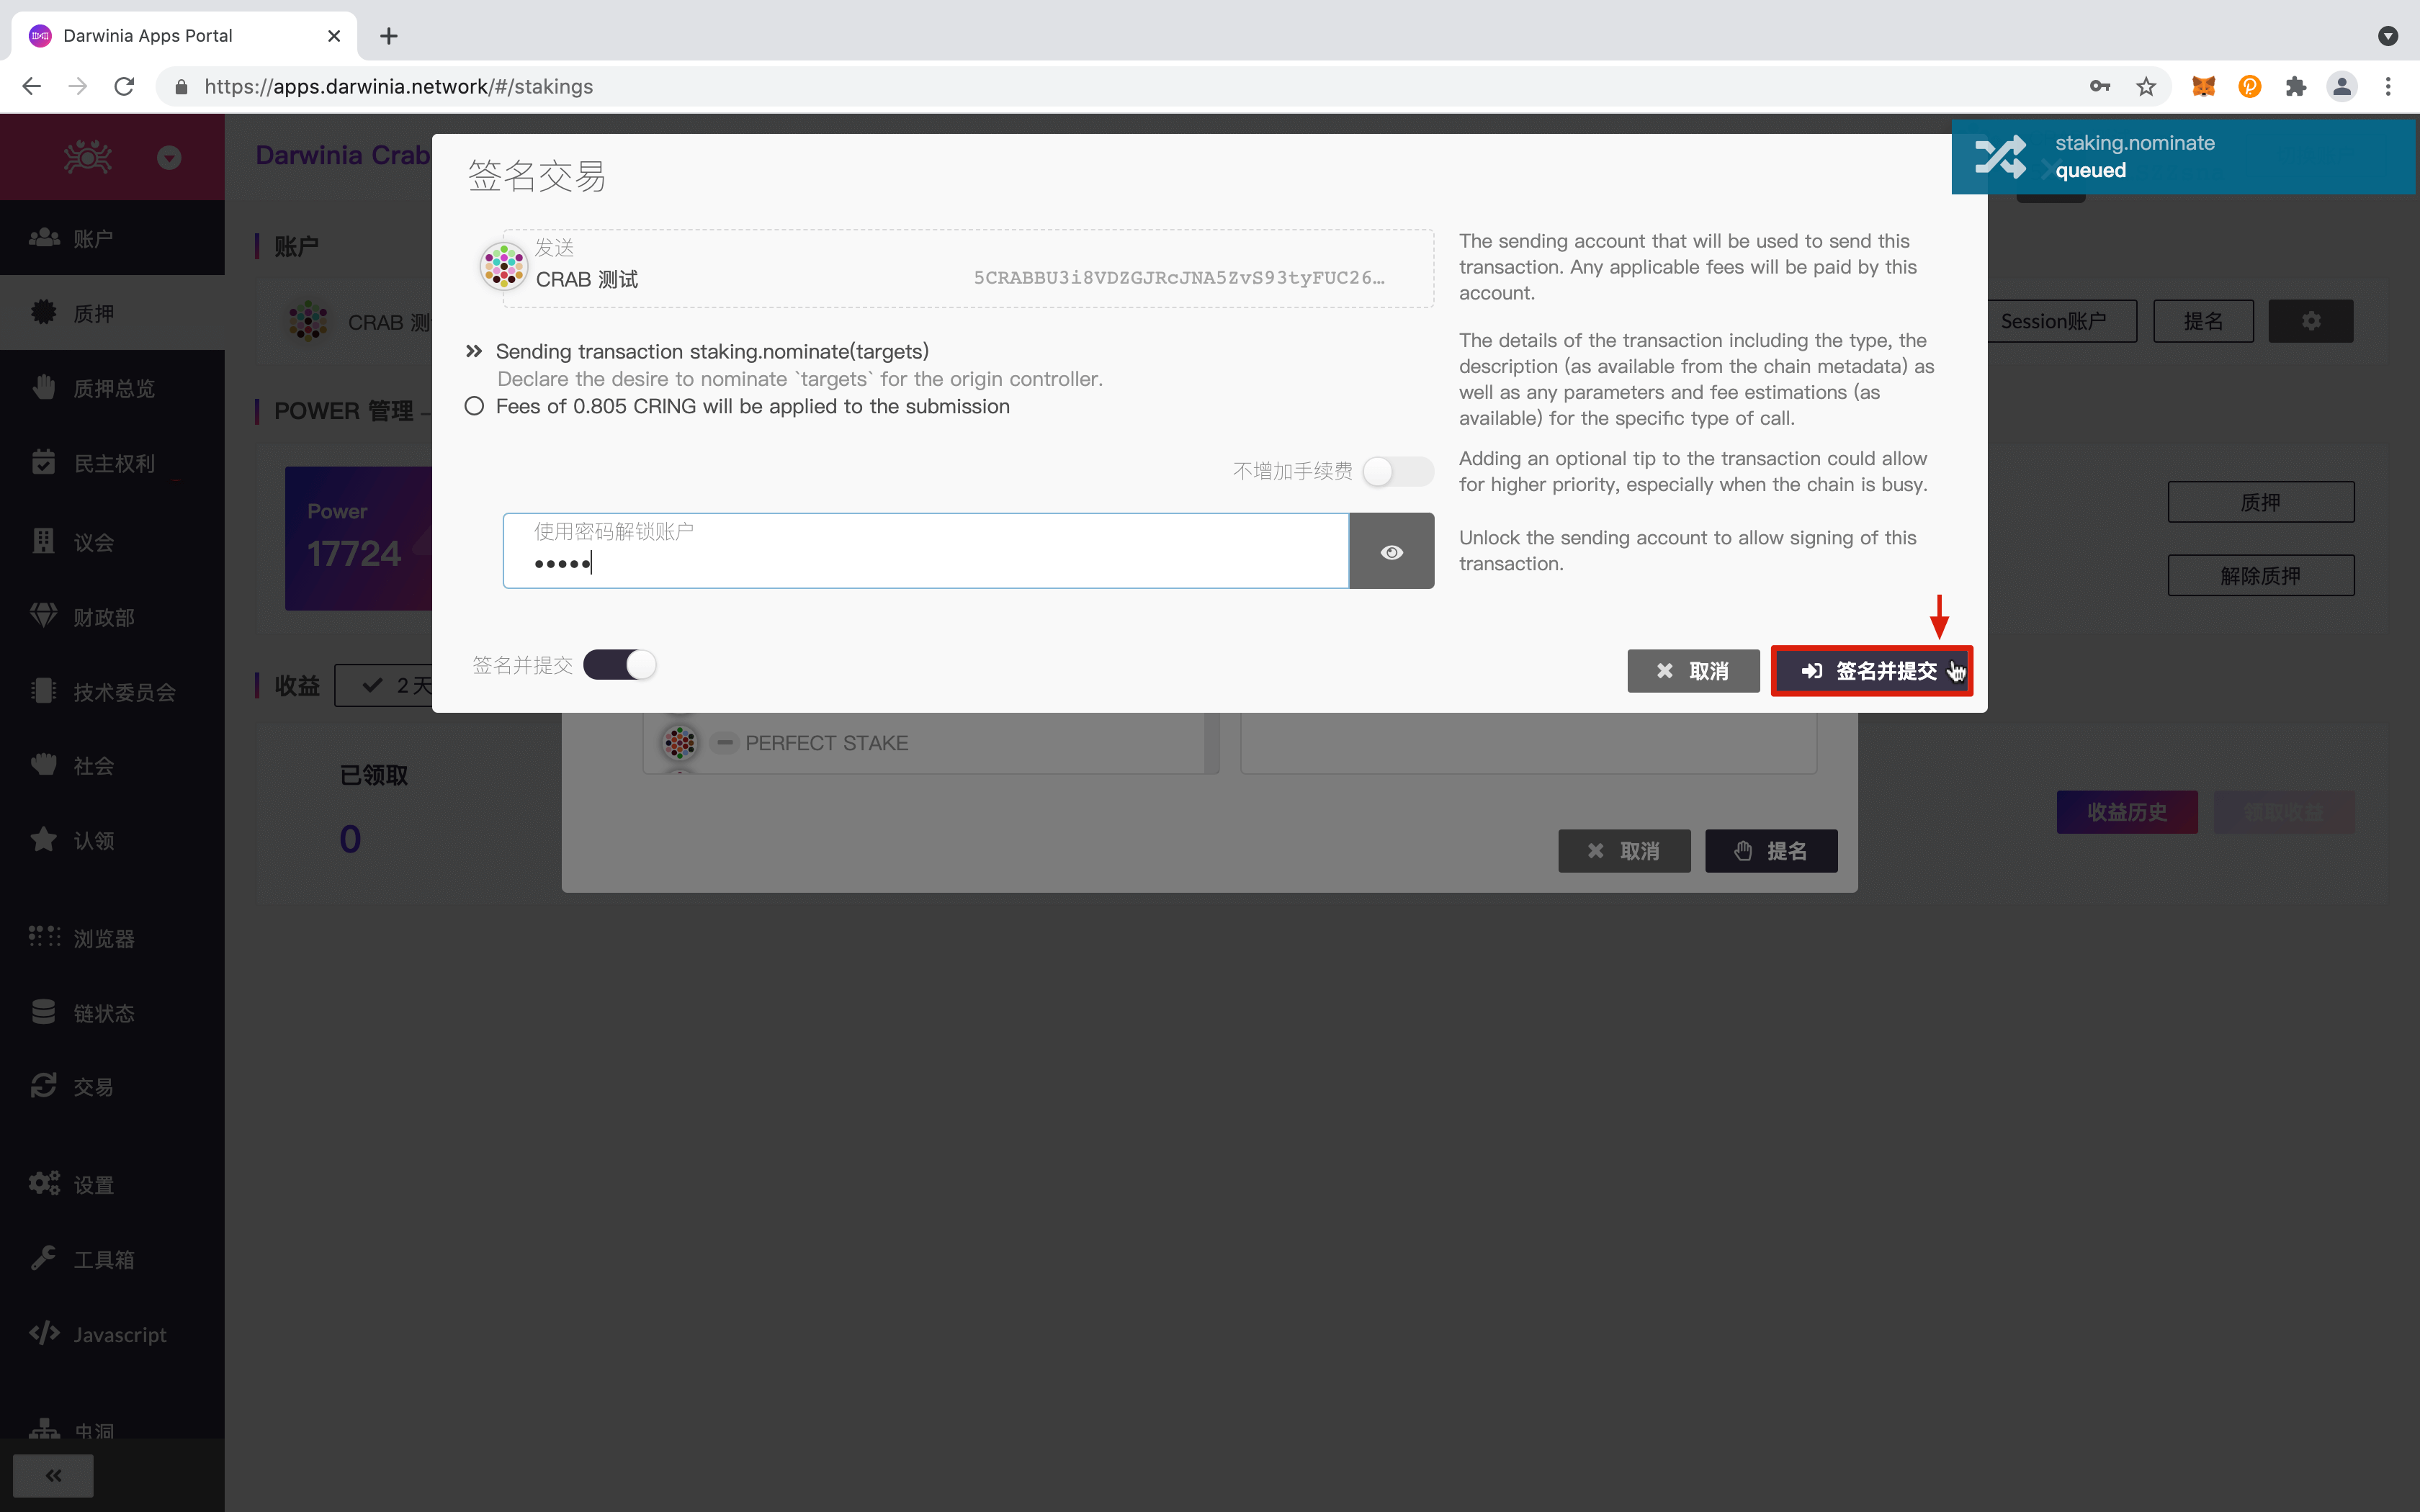 Darwinia Apps Portal
https://apps.darwinia.network/#/stakings
Darwinia Crab
staking.nominate
queued
账户
质押
质押总览
民主权利
议会
财政部
技术委员会
社会
认领
浏览器
链状态
交易
设置
工具箱
Javascript
虫洞
账户
CRAB 测
Session账户
提名
POWER 管理 –
Power
17724
质押
解除质押
收益
2 天
已领取
0
收益历史
领取收益
签名交易
发送
CRAB 测试
5CRABBU3i8VDZGJRcJNA5ZvS93tyFUC26…
Sending transaction staking.nominate(targets)
Declare the desire to nominate `targets` for the origin controller.
Fees of 0.805 CRING will be applied to the submission
不增加手续费
使用密码解锁账户
•••••
签名并提交
The sending account that will be used to send this
transaction. Any applicable fees will be paid by this
account.
The details of the transaction including the type, the
description (as available from the chain metadata) as
well as any parameters and fee estimations (as
available) for the specific type of call.
Adding an optional tip to the transaction could allow
for higher priority, especially when the chain is busy.
Unlock the sending account to allow signing of this
transaction.
取消
签名并提交
PERFECT STAKE
取消
提名